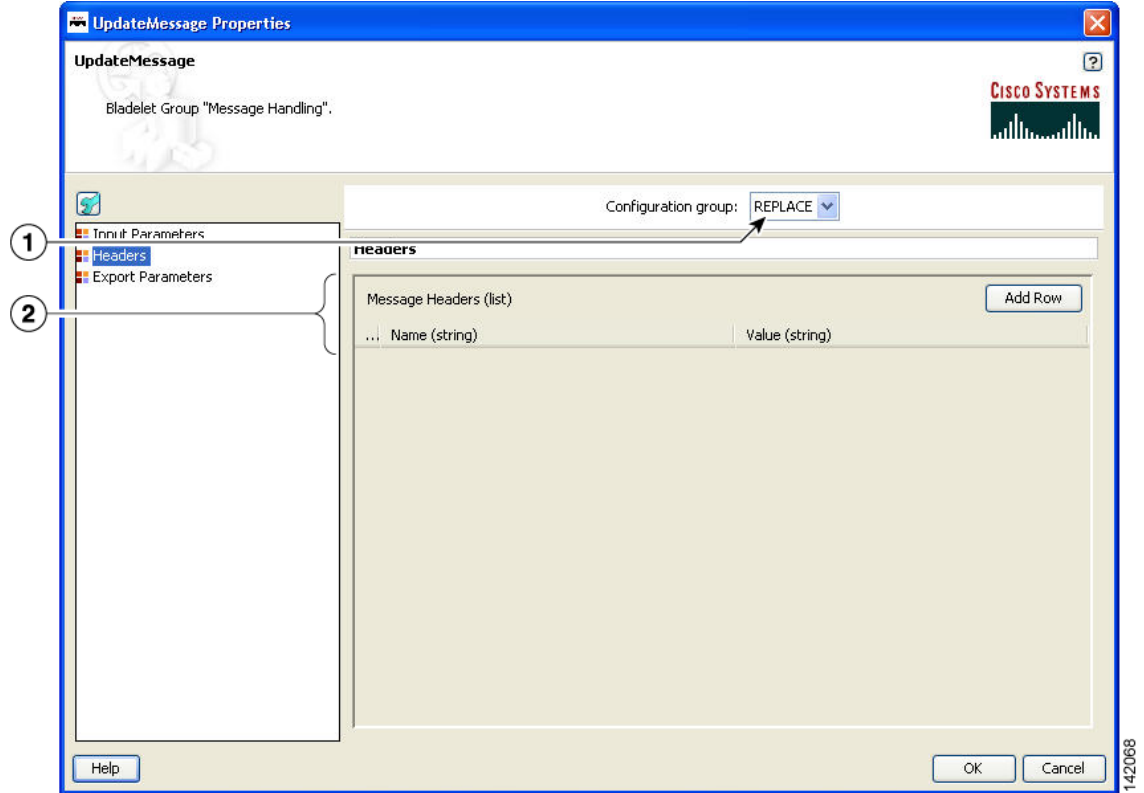 UpdateMessage Properties
UpdateMessage
?
Bladelet Group "Message Handling".
CISCO SYSTEMS
Configuration group: REPLACE
1
Input Parameters
Headers
Headers
Export Parameters
2
Message Headers (list)
Add Row
... Name (string) Value (string)
Help
OK
Cancel
142068